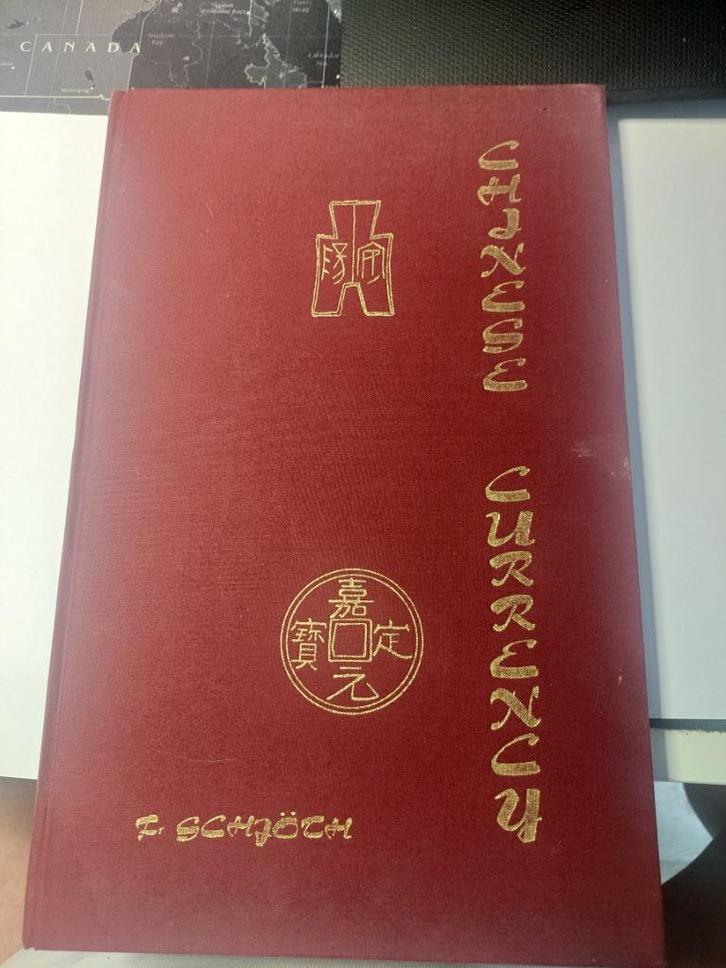 CANADA
CHINESE CURRENCY
嘉定元寶
F. SCHJÖTH